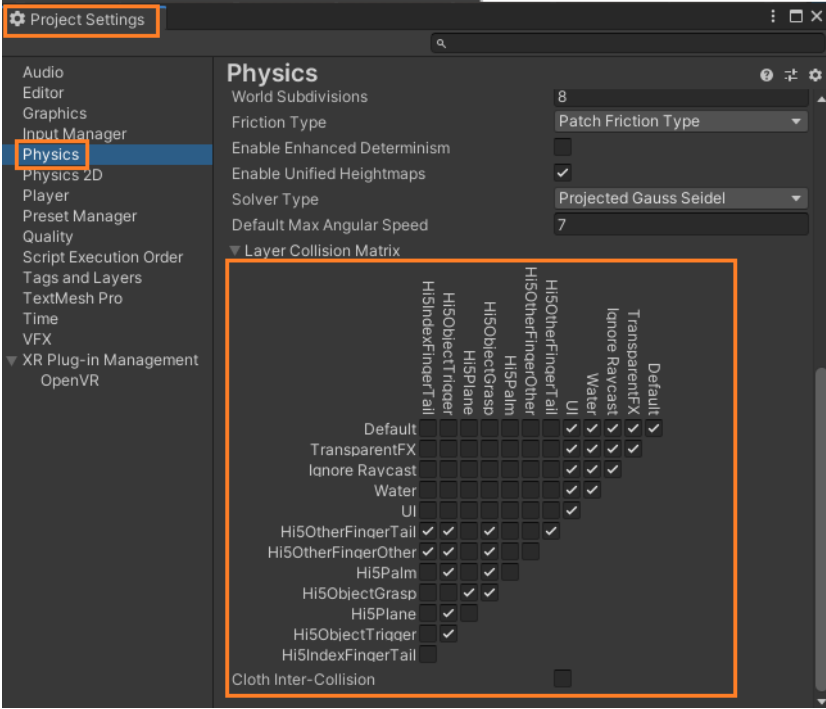 Project Settings
Audio
Editor
Graphics
Input Manager
Physics
Physics 2D
Player
Preset Manager
Quality
Script Execution Order
Tags and Layers
TextMesh Pro
Time
VFX
XR Plug-in Management
OpenVR
Physics
World Subdivisions 8
Friction Type Patch Friction Type
Enable Enhanced Determinism
Enable Unified Heightmaps
Solver Type Projected Gauss Seidel
Default Max Angular Speed 7
Layer Collision Matrix
Hi5IndexFingerTail
Hi5ObjectTrigger
Hi5Plane
Hi5ObjectGrasp
Hi5Palm
Hi5OtherFingerOther
Hi5OtherFingerTail
UI
Water
Ignore Raycast
TransparentFX
Default
Default
TransparentFX
Ignore Raycast
Water
UI
Hi5OtherFingerTail
Hi5OtherFingerOther
Hi5Palm
Hi5ObjectGrasp
Hi5Plane
Hi5ObjectTrigger
Hi5IndexFingerTail
Cloth Inter-Collision